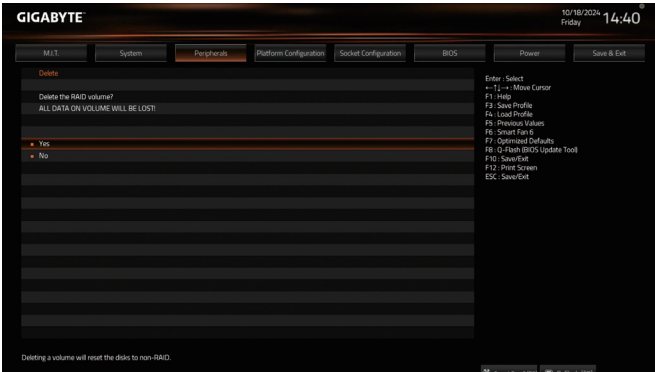 GIGABYTE™
10/18/2024
Friday
14:40
M.I.T.
System
Peripherals
Platform Configuration
Socket Configuration
BIOS
Power
Save & Exit
Delete
Delete the RAID volume?
ALL DATA ON VOLUME WILL BE LOST!
Yes
No
Enter : Select
←↑↓→ : Move Cursor
F1 : Help
F3 : Save Profile
F4 : Load Profile
F5 : Previous Values
F6 : Smart Fan 6
F7 : Optimized Defaults
F8 : Q-Flash (BIOS Update Tool)
F10 : Save/Exit
F12 : Print Screen
ESC : Save/Exit
Deleting a volume will reset the disks to non-RAID.